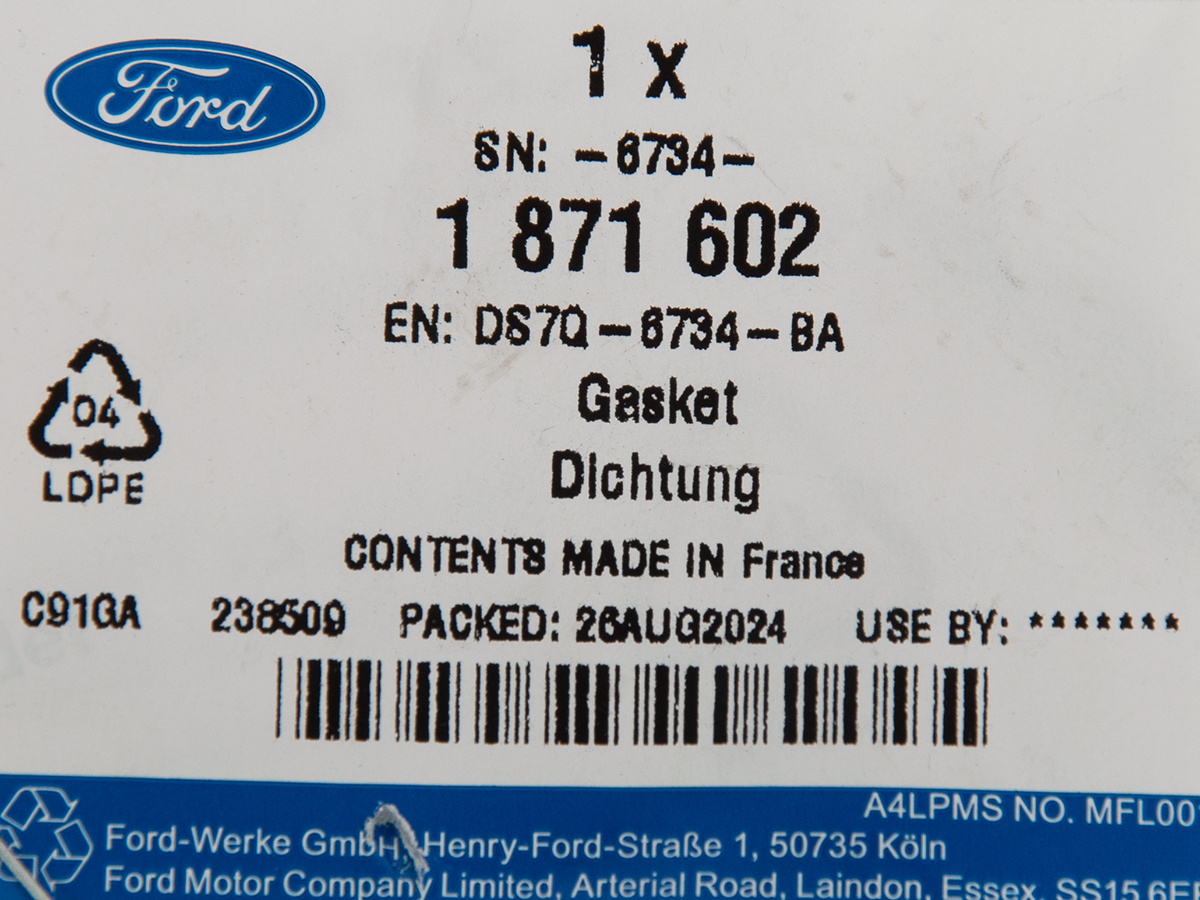 Ford
1 x
SN: -6734-
1 871 602
EN: DS7Q-6734-BA
Gasket
Dichtung
04
LDPE
CONTENTS MADE IN France
C91GA 238509 PACKED: 26AUG2024 USE BY: *******
A4LPMS NO. MFL001
Ford-Werke GmbH, Henry-Ford-Straße 1, 50735 Köln
Ford Motor Company Limited, Arterial Road, Laindon, Essex, SS15 6EE